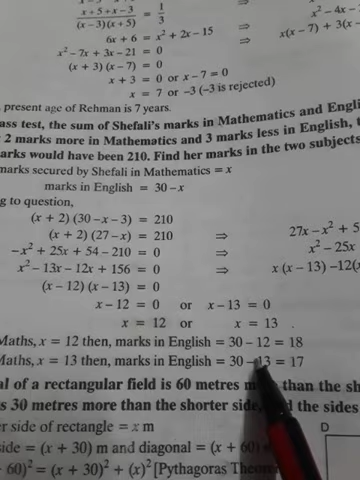 x+5+x−3 / (x−3)(x+5) = 1/3 ⇒ x² − 4x −
6x + 6 = x² + 2x − 15 ⇒ x(x − 7) + 3(x −
x² − 7x + 3x − 21 = 0
(x + 3)(x − 7) = 0
x + 3 = 0 or x − 7 = 0
x = 7 or −3 (−3 is rejected)
present age of Rehman is 7 years.
test, the sum of Shefali's marks in Mathematics and
2 marks more in Mathematics and 3 marks less in English,
would have been 210. Find her marks in the two subjects
marks secured by Shefali in Mathematics = x
marks in English = 30 − x
to question,
(x + 2)(30 − x − 3) = 210
(x + 2)(27 − x) = 210 ⇒ 27x − x² + 5
−x² + 25x + 54 − 210 = 0 ⇒ x² − 25x
x² − 13x − 12x + 156 = 0 ⇒ x(x − 13) −12(
(x − 12)(x − 13) = 0
x − 12 = 0 or x − 13 = 0
x = 12 or x = 13 .
Maths, x = 12 then, marks in English = 30 − 12 = 18
Maths, x = 13 then, marks in English = 30 − 13 = 17
of a rectangular field is 60 metres than the
30 metres more than the shorter side, the sides
side of rectangle = x m D
= (x + 30) m and diagonal = (x + 60)
60)² = (x + 30)² + (x)² [Pythagoras